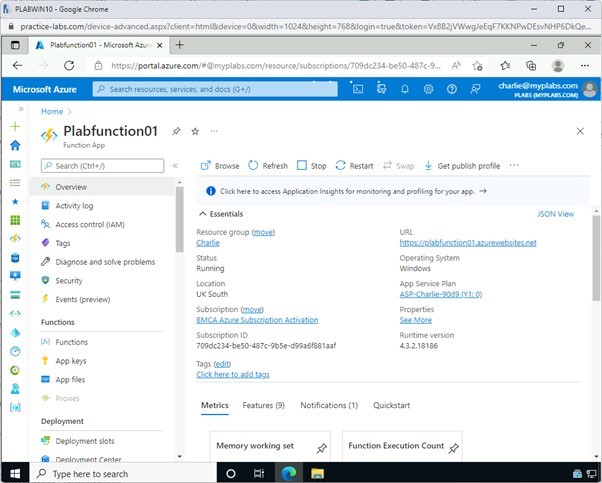 PLABWIN10 - Google Chrome
practice-labs.com/device-advanced.aspx?client=html&device=0&width=1024&height=768&login=true&token=Vx8B2jVWwgJeEqF7KKNPwDEsvNHP6DkQe...
Plabfunction01 - Microsoft Azu
https://portal.azure.com/#@myplabs.com/resource/subscriptions/709dc234-be50-487c-9...
Microsoft Azure
Search resources, services, and docs (G+/)
charlie@myplabs.com
PLABS (MYPLABS.COM)
Home >
Plabfunction01
Function App
Search (Ctrl+/)
Browse Refresh Stop Restart Swap Get publish profile ...
Overview
Activity log
Access control (IAM)
Tags
Diagnose and solve problems
Security
Events (preview)
Functions
Functions
App keys
App files
Proxies
Deployment
Deployment slots
Deployment Center
Click here to access Application Insights for monitoring and profiling for your app. →
Essentials
JSON View
Resource group (move)
Charlie
Status
Running
Location
UK South
Subscription (move)
BMCA Azure Subscription Activation
Subscription ID
709dc234-be50-487c-9b5e-d99a6f881aaf
Tags (edit)
Click here to add tags
URL
https://plabfunction01.azurewebsites.net
Operating System
Windows
App Service Plan
ASP-Charlie-90d9 (Y1: 0)
Properties
See More
Runtime version
4.3.2.18186
Metrics Features (9) Notifications (1) Quickstart
Memory working set
Function Execution Count
Type here to search